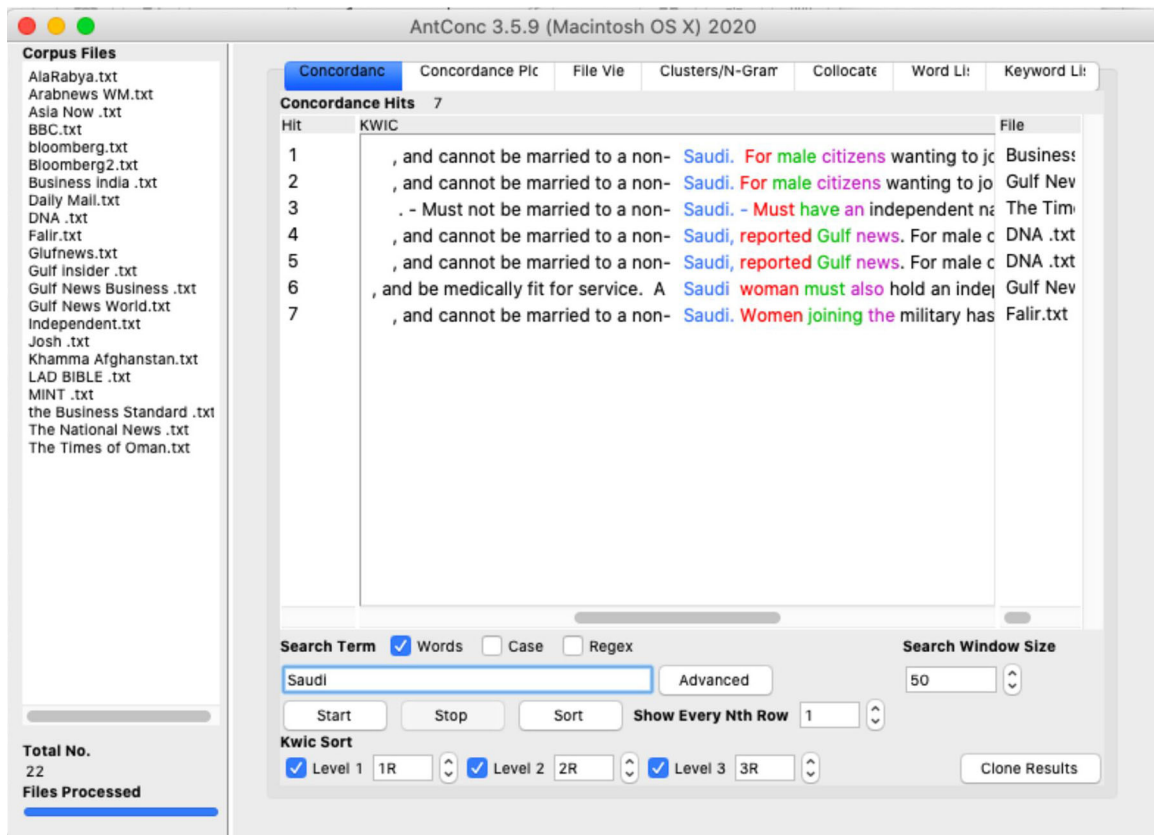 AntConc 3.5.9 (Macintosh OS X) 2020
Corpus Files
AlaRabya.txt
Arabnews WM.txt
Asia Now .txt
BBC.txt
bloomberg.txt
Bloomberg2.txt
Business india .txt
Daily Mail.txt
DNA .txt
Falir.txt
Glufnews.txt
Gulf insider .txt
Gulf News Business .txt
Gulf News World.txt
Independent.txt
Josh .txt
Khamma Afghanstan.txt
LAD BIBLE .txt
MINT .txt
the Business Standard .txt
The National News .txt
The Times of Oman.txt
Total No.
22
Files Processed
Concordanc Concordance Plc File Vie Clusters/N-Gram Collocate Word Lis Keyword Lis
Concordance Hits 7
Hit KWIC File
1 , and cannot be married to a non- Saudi. For male citizens wanting to jo Business
2 , and cannot be married to a non- Saudi. For male citizens wanting to jo Gulf New
3 . - Must not be married to a non- Saudi. - Must have an independent na The Tim
4 , and cannot be married to a non- Saudi, reported Gulf news. For male c DNA .txt
5 , and cannot be married to a non- Saudi, reported Gulf news. For male c DNA .txt
6 , and be medically fit for service. A Saudi woman must also hold an indep Gulf New
7 , and cannot be married to a non- Saudi. Women joining the military has Falir.txt
Search Term Words Case Regex Search Window Size
Saudi Advanced 50
Start Stop Sort Show Every Nth Row 1
Kwic Sort
Level 1 1R Level 2 2R Level 3 3R Clone Results